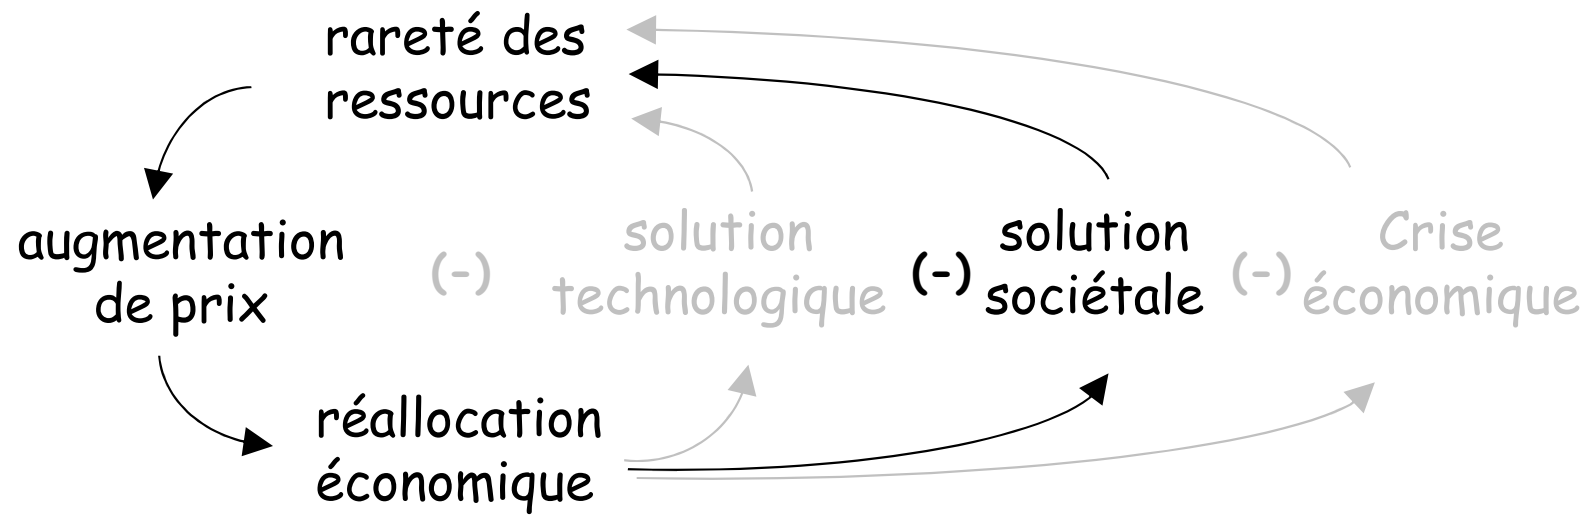 rareté des
ressources
augmentation
de prix
(-)
solution
technologique
(-)
solution
sociétale
(-)
Crise
économique
réallocation
économique